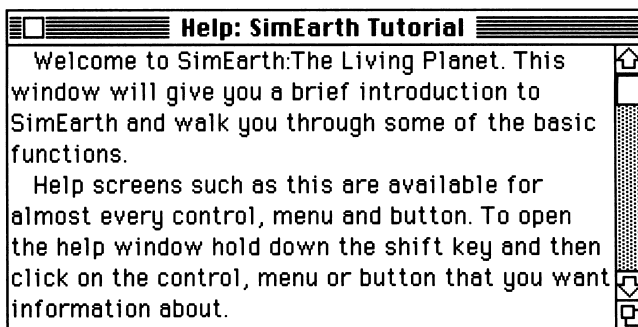 Help: SimEarth Tutorial
Welcome to SimEarth:The Living Planet. This
window will give you a brief introduction to
SimEarth and walk you through some of the basic
functions.
Help screens such as this are available for
almost every control, menu and button. To open
the help window hold down the shift key and then
click on the control, menu or button that you want
information about.